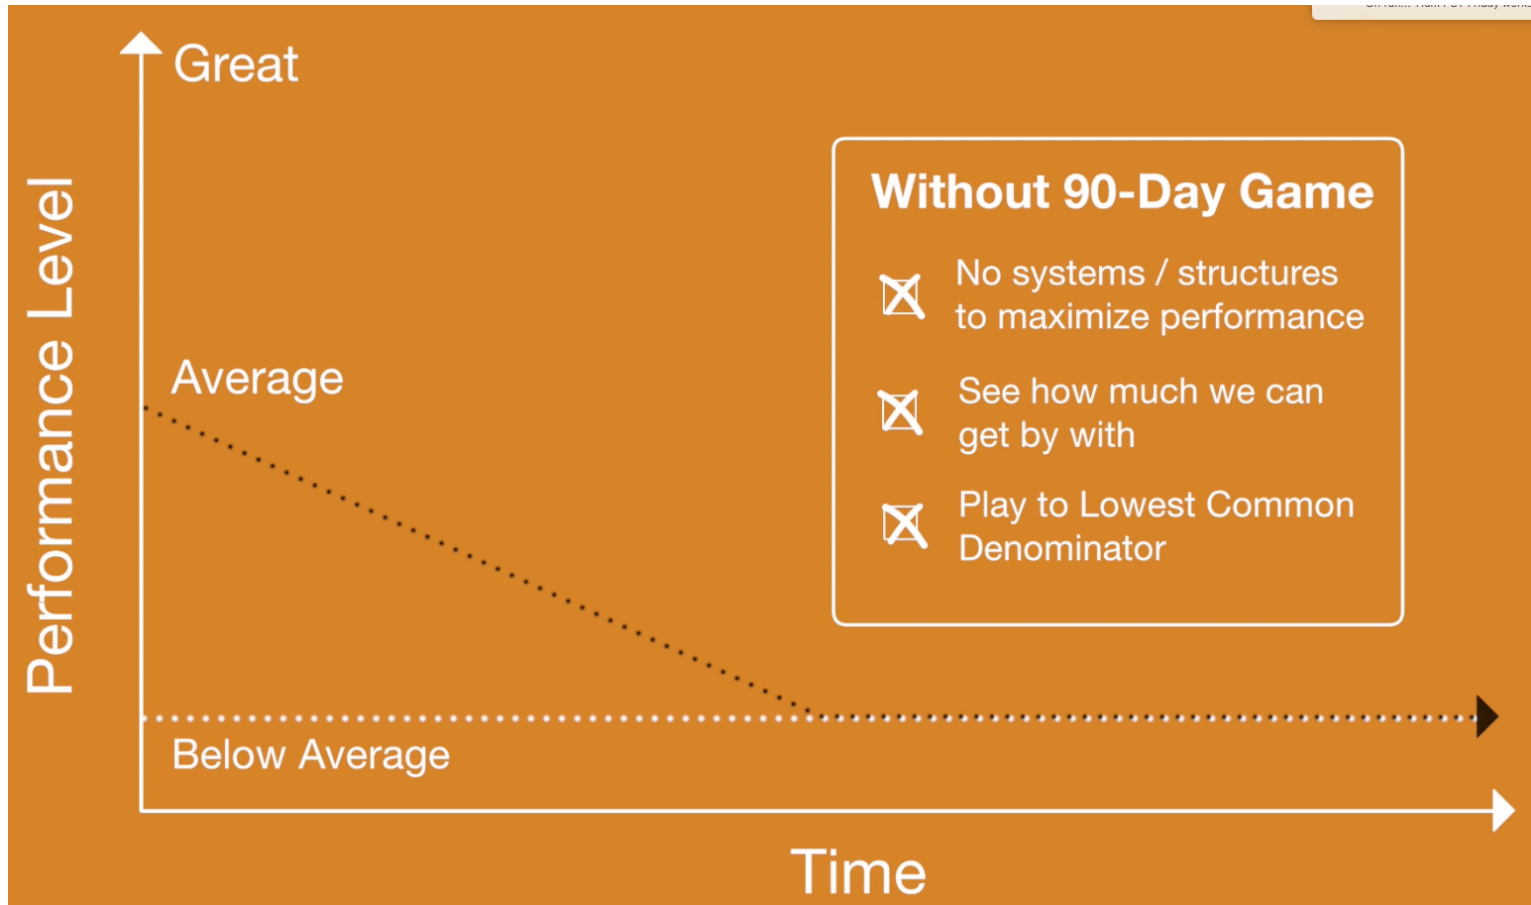 Great
Performance Level
Average
Below Average
Time
Without 90-Day Game
No systems / structures
to maximize performance
See how much we can
get by with
Play to Lowest Common
Denominator